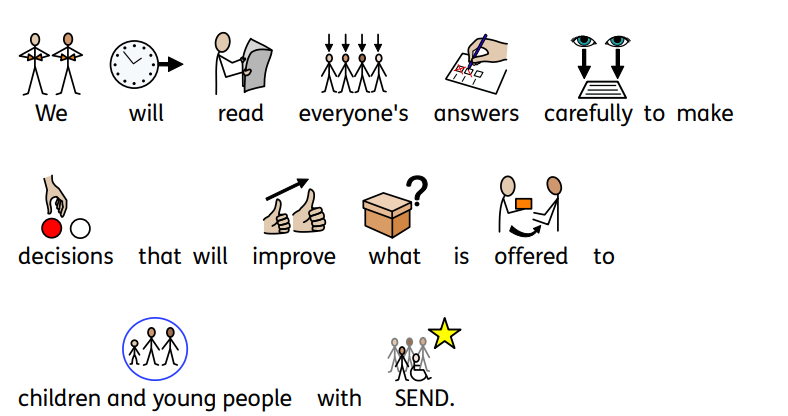 We will read everyone's answers carefully to make
decisions that will improve what is offered to
children and young people with SEND.